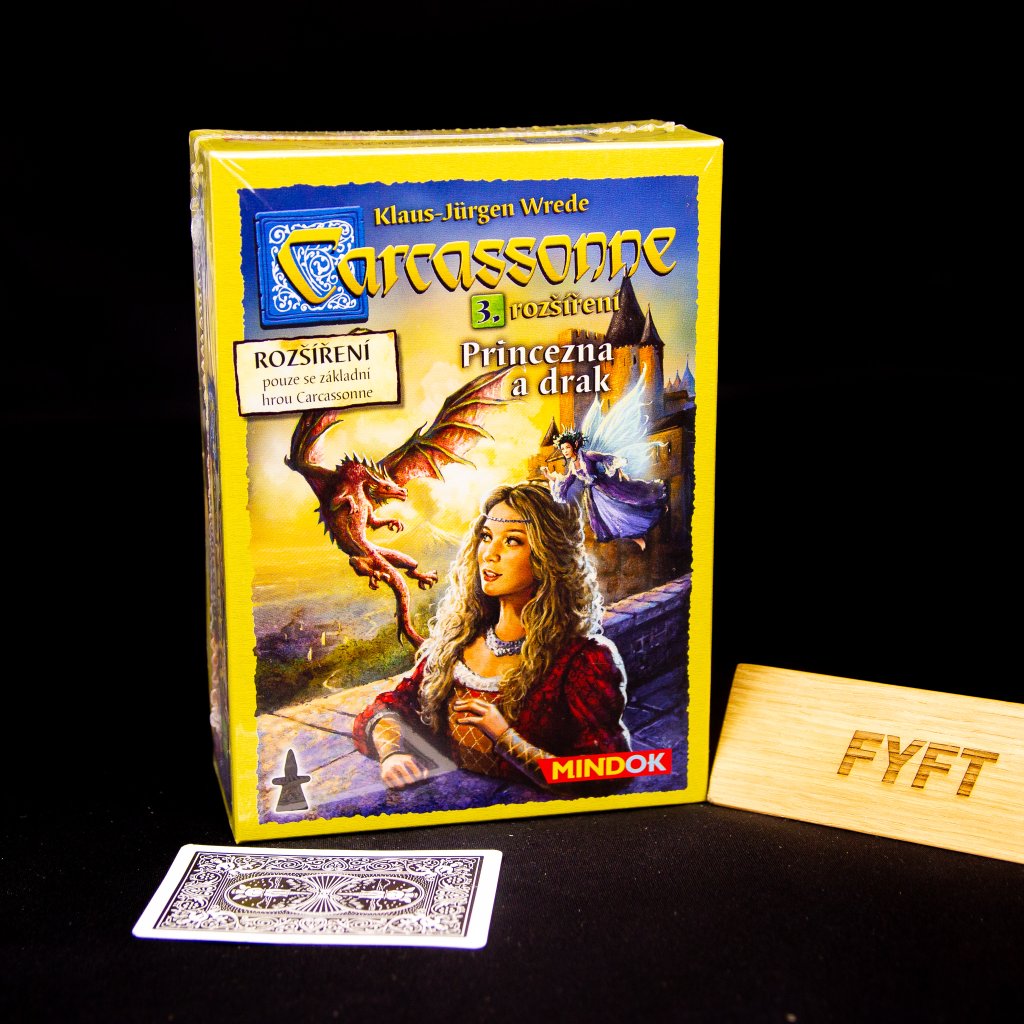 Klaus-Jürgen Wrede
Carcassonne
3. rozšíření
ROZŠÍŘENÍ
pouze se základní
hrou Carcassonne
Princezna
a drak
MINDOK
FYFT